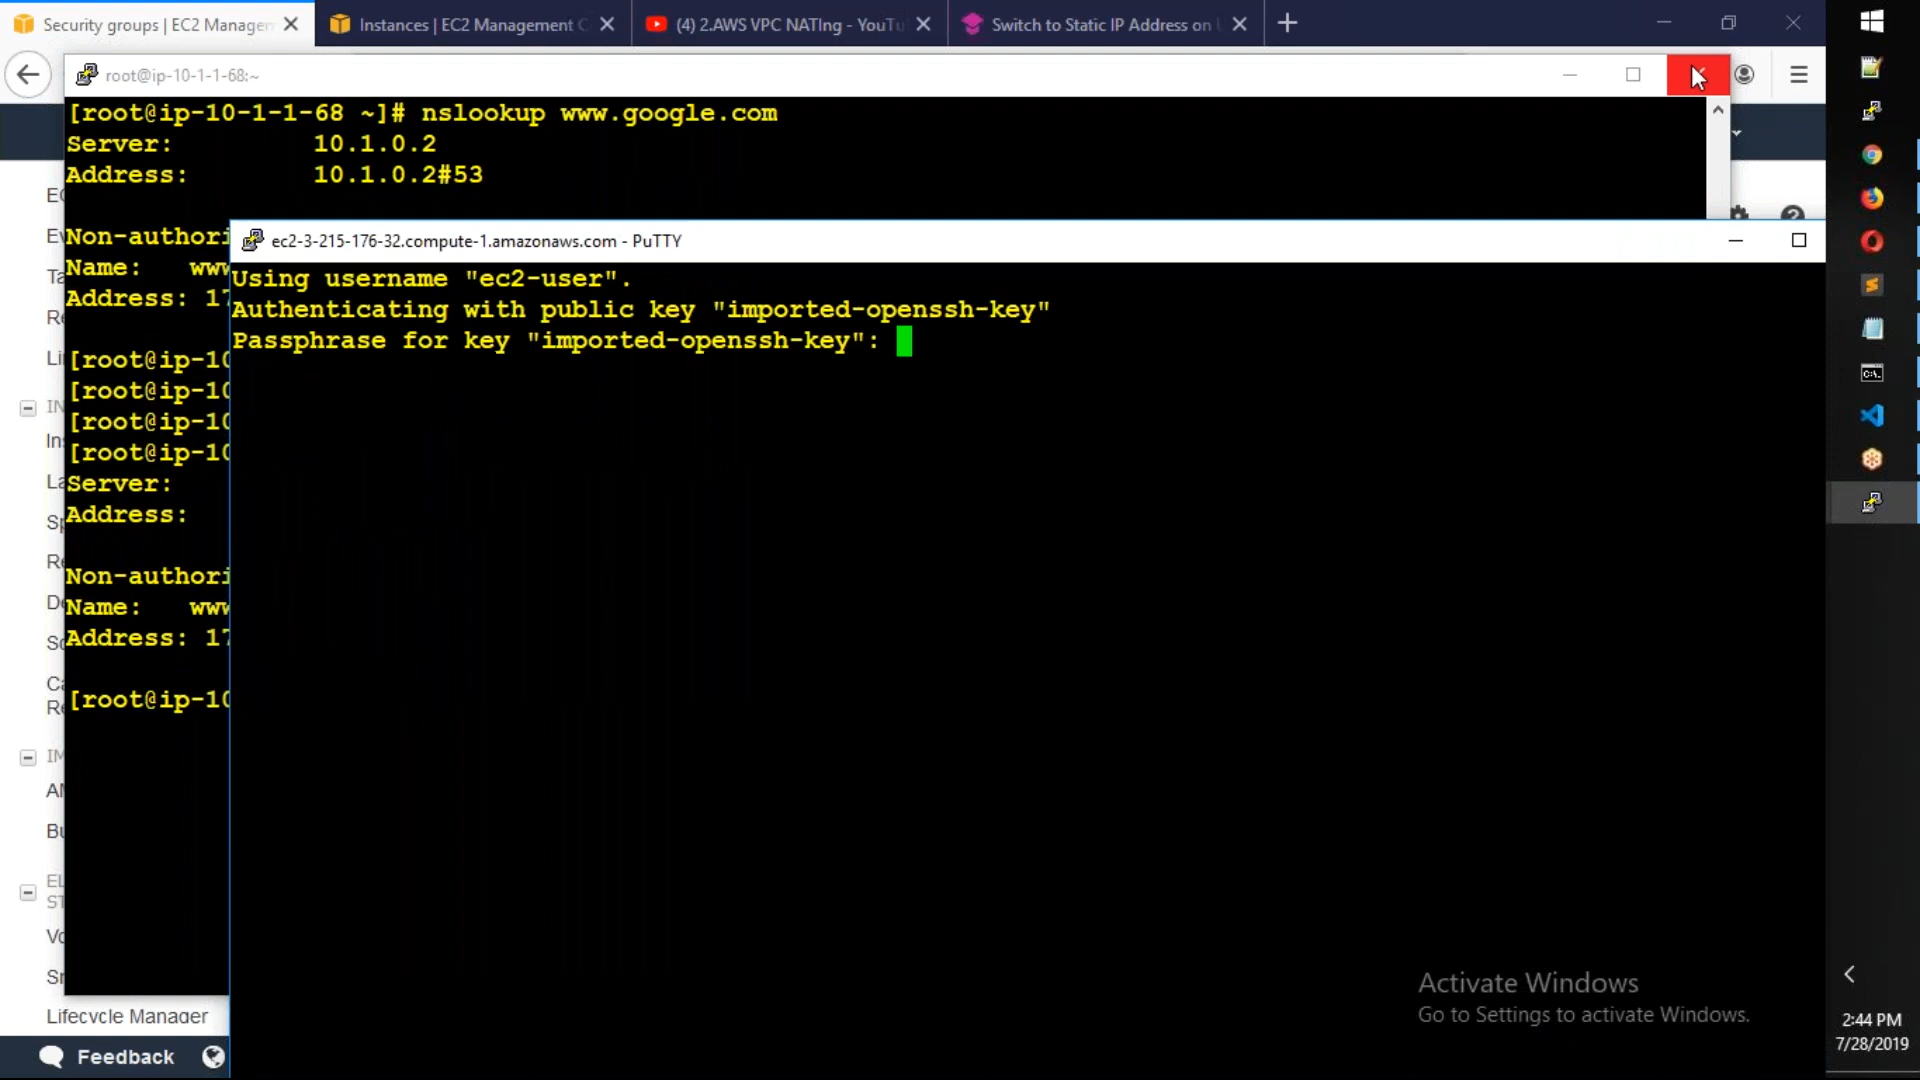 Security groups | EC2 Manager
Instances | EC2 Management C
(4) 2.AWS VPC NATIng - YouTu
Switch to Static IP Address on U
root@ip-10-1-1-68:~
[root@ip-10-1-1-68 ~]# nslookup www.google.com
Server: 10.1.0.2
Address: 10.1.0.2#53
Non-authori
Name: www
Address: 17
[root@ip-10
[root@ip-10
[root@ip-10
[root@ip-10
Server:
Address:
Non-authori
Name: www
Address: 17
[root@ip-10
ec2-3-215-176-32.compute-1.amazonaws.com - PuTTY
Using username "ec2-user".
Authenticating with public key "imported-openssh-key"
Passphrase for key "imported-openssh-key":
Lifecycle Manager
Feedback
Activate Windows
Go to Settings to activate Windows.
2:44 PM
7/28/2019